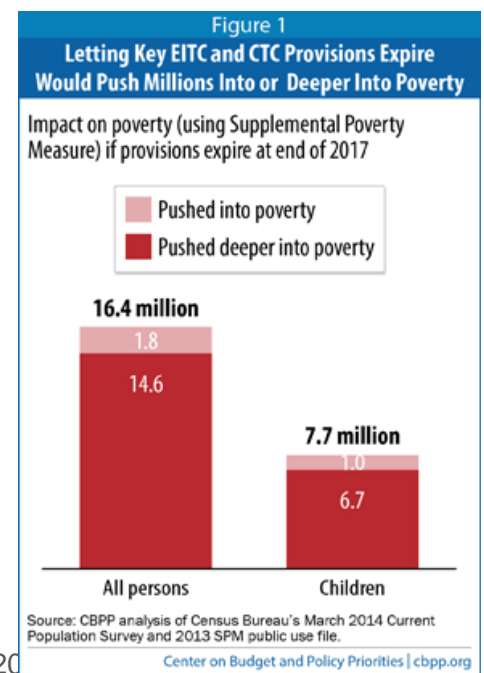 Figure 1
Letting Key EITC and CTC Provisions Expire
Would Push Millions Into or Deeper Into Poverty
Impact on poverty (using Supplemental Poverty
Measure) if provisions expire at end of 2017
Pushed into poverty
Pushed deeper into poverty
16.4 million
1.8
14.6
7.7 million
1.0
6.7
All persons
Children
Source: CBPP analysis of Census Bureau's March 2014 Current
Population Survey and 2013 SPM public use file.
20
Center on Budget and Policy Priorities | cbpp.org